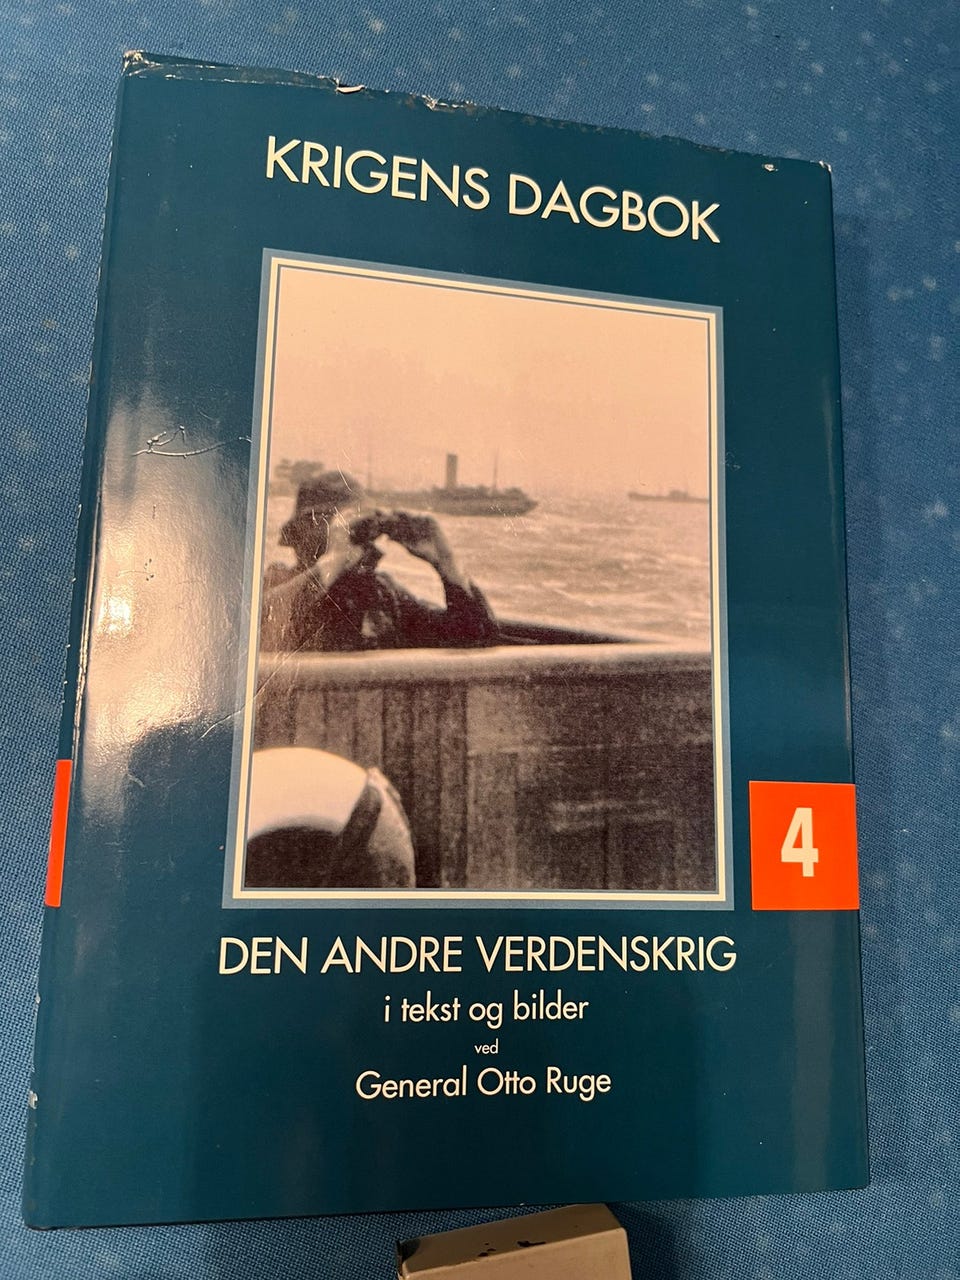 KRIGENS DAGBOK
4
DEN ANDRE VERDENSKRIG
i tekst og bilder
ved
General Otto Ruge